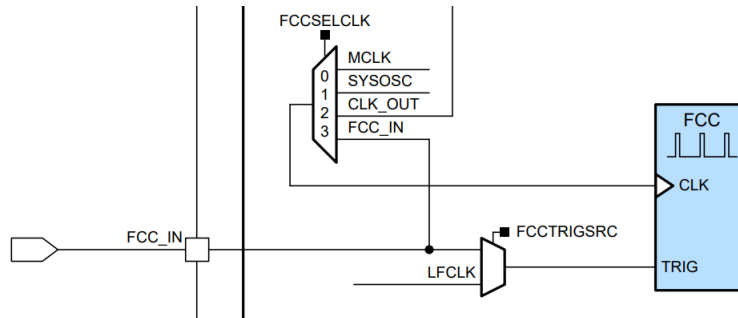 FCCSELCLK
0 MCLK
1 SYSOSC
2 CLK_OUT
3 FCC_IN
FCC
CLK
FCC_IN
FCCTRIGSRC
LFCLK
TRIG